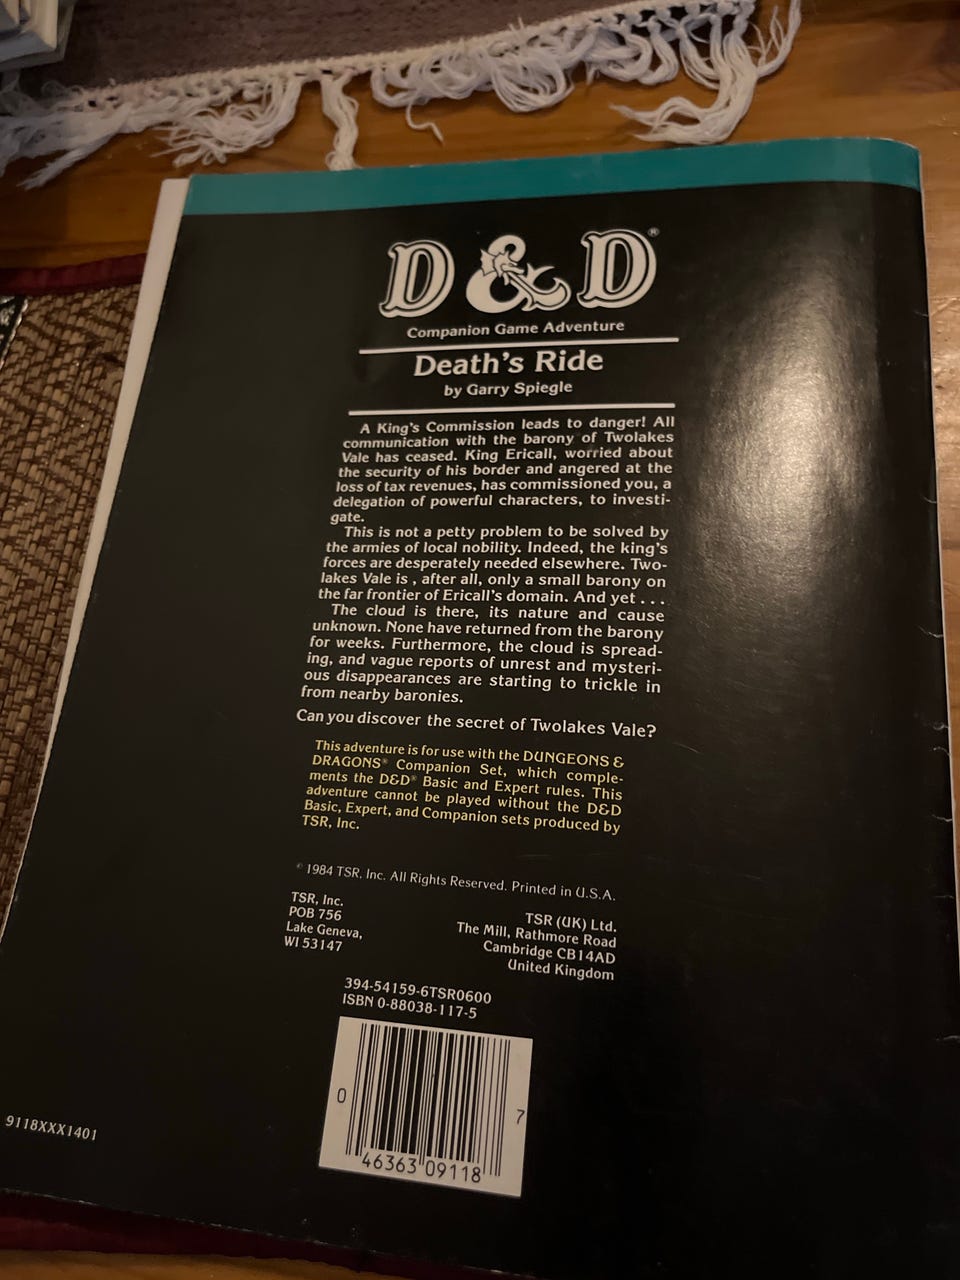 D&D®
Companion Game Adventure
Death's Ride
by Garry Spiegle
A King's Commission leads to danger! All
communication with the barony of Twolakes
Vale has ceased. King Ericall, worried about
the security of his border and angered at the
loss of tax revenues, has commissioned you, a
delegation of powerful characters, to investi-
gate.
This is not a petty problem to be solved by
the armies of local nobility. Indeed, the king's
forces are desperately needed elsewhere. Two-
lakes Vale is , after all, only a small barony on
the far frontier of Ericall's domain. And yet . . .
The cloud is there, its nature and cause
unknown. None have returned from the barony
for weeks. Furthermore, the cloud is spread-
ing, and vague reports of unrest and mysteri-
ous disappearances are starting to trickle in
from nearby baronies.
Can you discover the secret of Twolakes Vale?
This adventure is for use with the DUNGEONS &
DRAGONS® Companion Set, which comple-
ments the D&D® Basic and Expert rules. This
adventure cannot be played without the D&D
Basic, Expert, and Companion sets produced by
TSR, Inc.
© 1984 TSR, Inc. All Rights Reserved. Printed in U.S.A.
TSR, Inc.
POB 756
Lake Geneva,
WI 53147
TSR (UK) Ltd.
The Mill, Rathmore Road
Cambridge CB14AD
United Kingdom
394-54159-6TSR0600
ISBN 0-88038-117-5
0 46363 09118 7
9118XXX1401